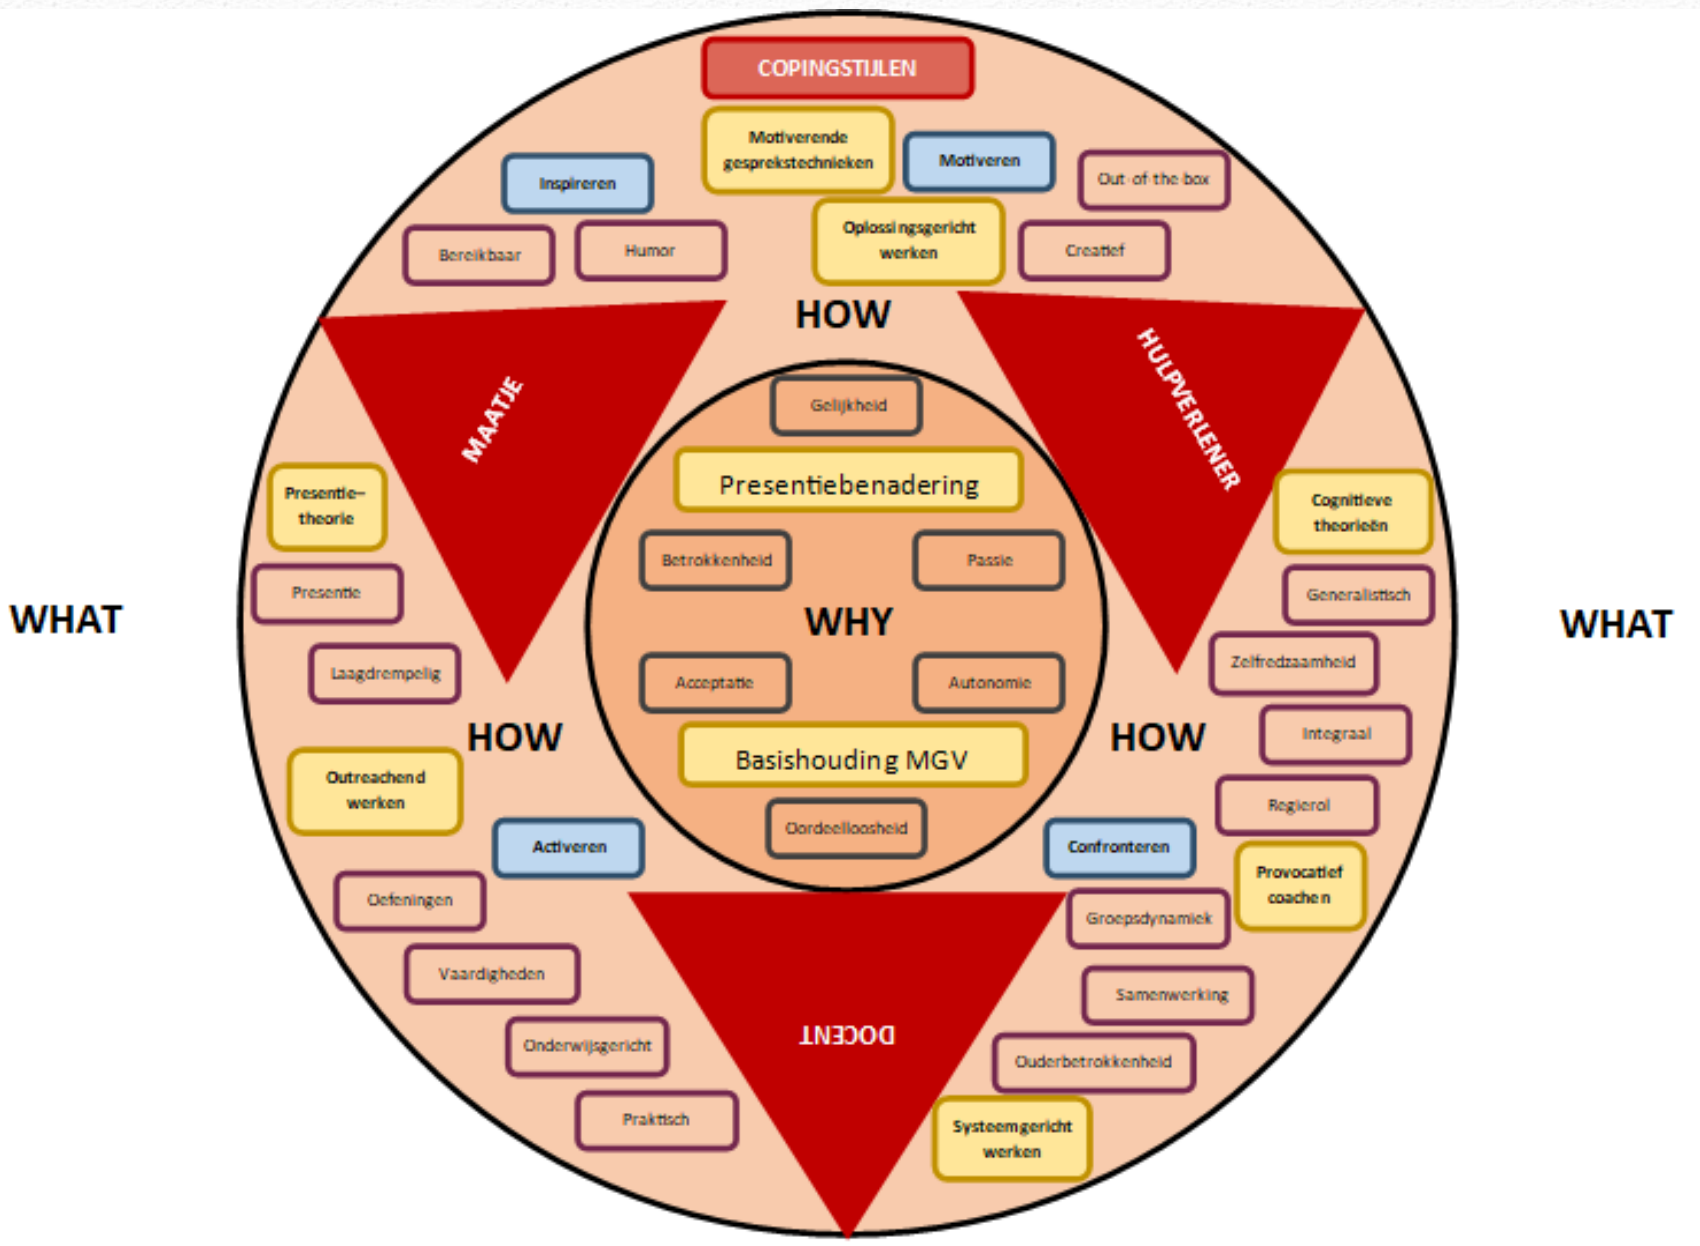 COPINGSTIJLEN
Motiverende
gesprekstechnieken
Motiveren
Inspireren
Out-of-the-box
Oplossingsgericht
werken
Bereikbaar
Humor
Creatief
HOW
MAATJE
HULPVERLENER
Gelijkheid
Presentiebenadering
Presentie–
theorie
Cognitieve
theorieën
Betrokkenheid
Passie
Presentie
Generalistisch
WHAT
WHY
WHAT
Laagdrempelig
Zelfredzaamheid
Acceptatie
Autonomie
HOW
HOW
Integraal
Basishouding MGV
Outreachend
werken
Regierol
Oordeelloosheid
Activeren
Confronteren
Provocatief
coachen
Oefeningen
Groepsdynamiek
Vaardigheden
Samenwerking
DOCENT
Onderwijsgericht
Ouderbetrokkenheid
Praktisch
Systeemgericht
werken